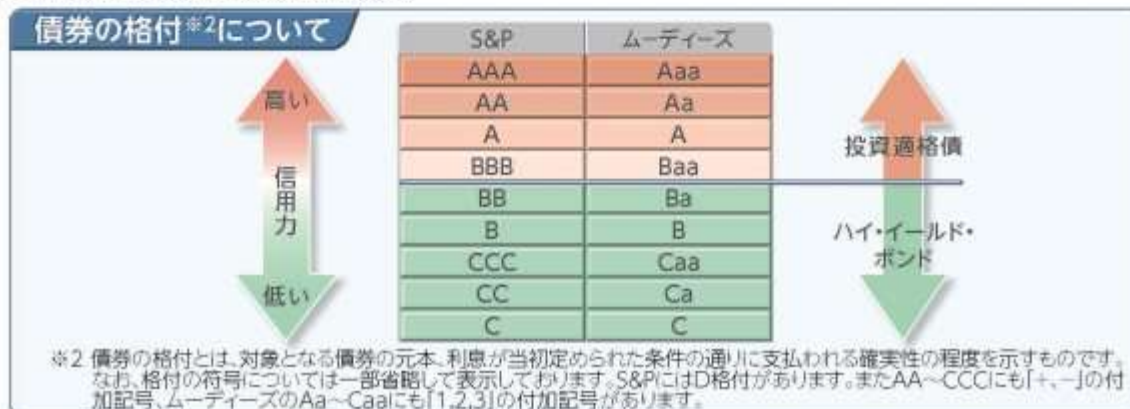 債券の格付※2について
S&P ムーディーズ
AAA Aaa
AA Aa
A A
BBB Baa
BB Ba
B B
CCC Caa
CC Ca
C C
高い
信用力
低い
投資適格債
ハイ・イールド・
ボンド
※2 債券の格付とは、対象となる債券の元本、利息が当初定められた条件の通りに支払われる確実性の程度を示すものです。
なお、格付の符号については一部省略して表示しております。S&PにはD格付があります。またAA～CCCにも「+、-」の付
加記号、ムーディーズのAa～Caaにも「1,2,3」の付加記号があります。